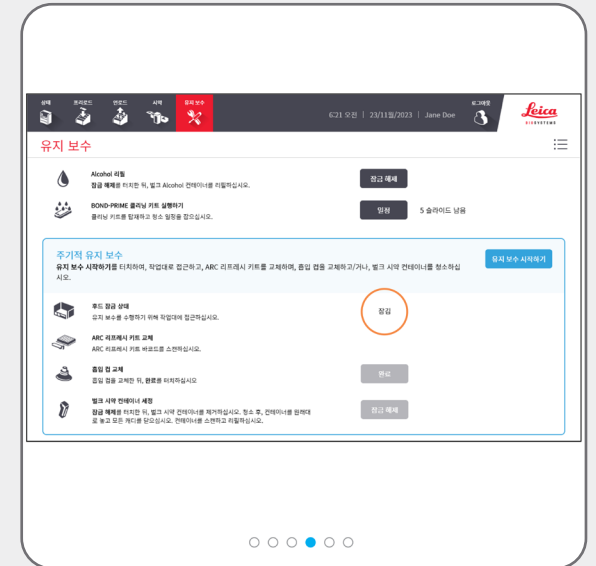 상태 프리로드 언로드 시약 유지 보수
6:21 오전 | 23/11월/2023 | Jane Doe
로그아웃
Leica
BIOSYSTEMS
유지 보수
Alcohol 리필
잠금 해제를 터치한 뒤, 벌크 Alcohol 컨테이너를 리필하십시오.
잠금 해제
BOND-PRIME 클리닝 키트 실행하기
클리닝 키트를 탑재하고 청소 일정을 잡으십시오.
일정
5 슬라이드 남음
주기적 유지 보수
유지 보수 시작하기를 터치하여, 작업대로 접근하고, ARC 리프레시 키트를 교체하며, 흡입 컵을 교체하고/거나, 벌크 시약 컨테이너를 청소하십
시오.
유지 보수 시작하기
후드 잠금 상태
유지 보수를 수행하기 위해 작업대에 접근하십시오.
잠김
ARC 리프레시 키트 교체
ARC 리프레시 키트 바코드를 스캔하십시오.
흡입 컵 교체
흡입 컵을 교체한 뒤, 완료를 터치하십시오
완료
벌크 시약 컨테이너 세정
잠금 해제를 터치한 뒤, 벌크 시약 컨테이너를 제거하십시오. 청소 후, 컨테이너를 원래대
로 놓고 모든 캐디를 닫으십시오. 컨테이너를 스캔하고 리필하십시오.
잠금 해제